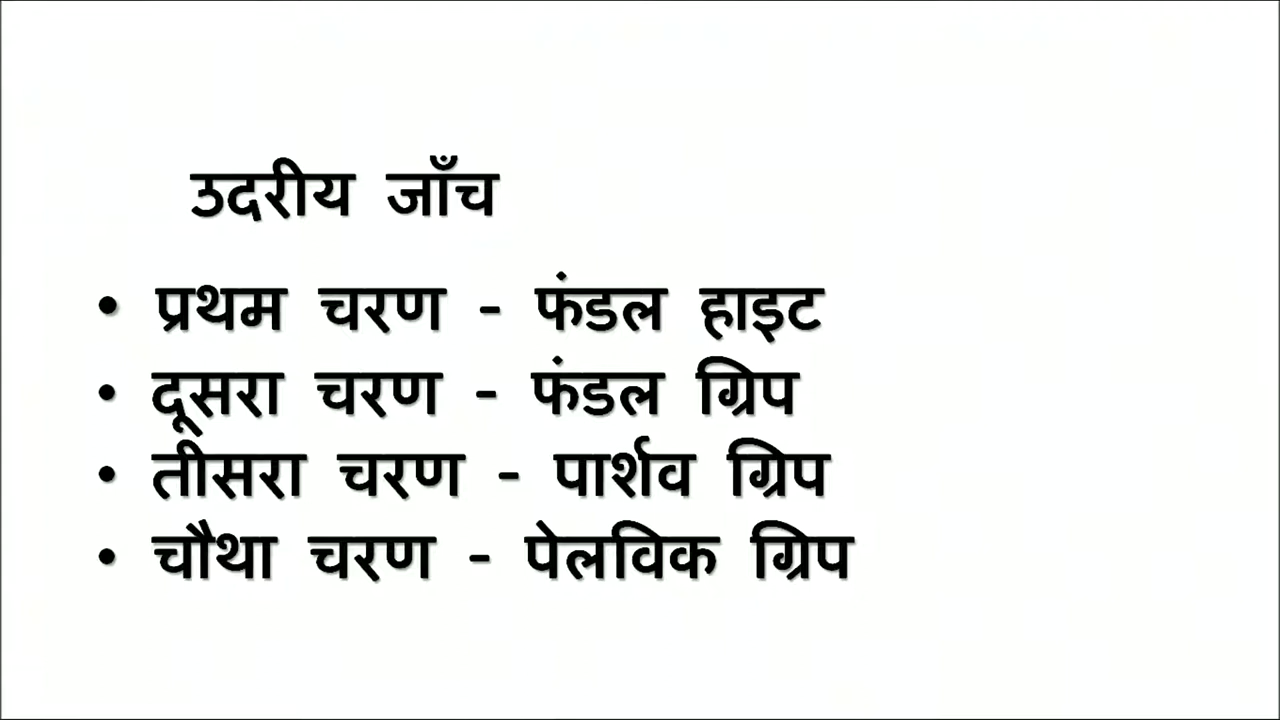 उदरीय जाँच
• प्रथम चरण - फंडल हाइट
• दूसरा चरण - फंडल ग्रिप
• तीसरा चरण - पार्शव ग्रिप
• चौथा चरण - पेलविक ग्रिप